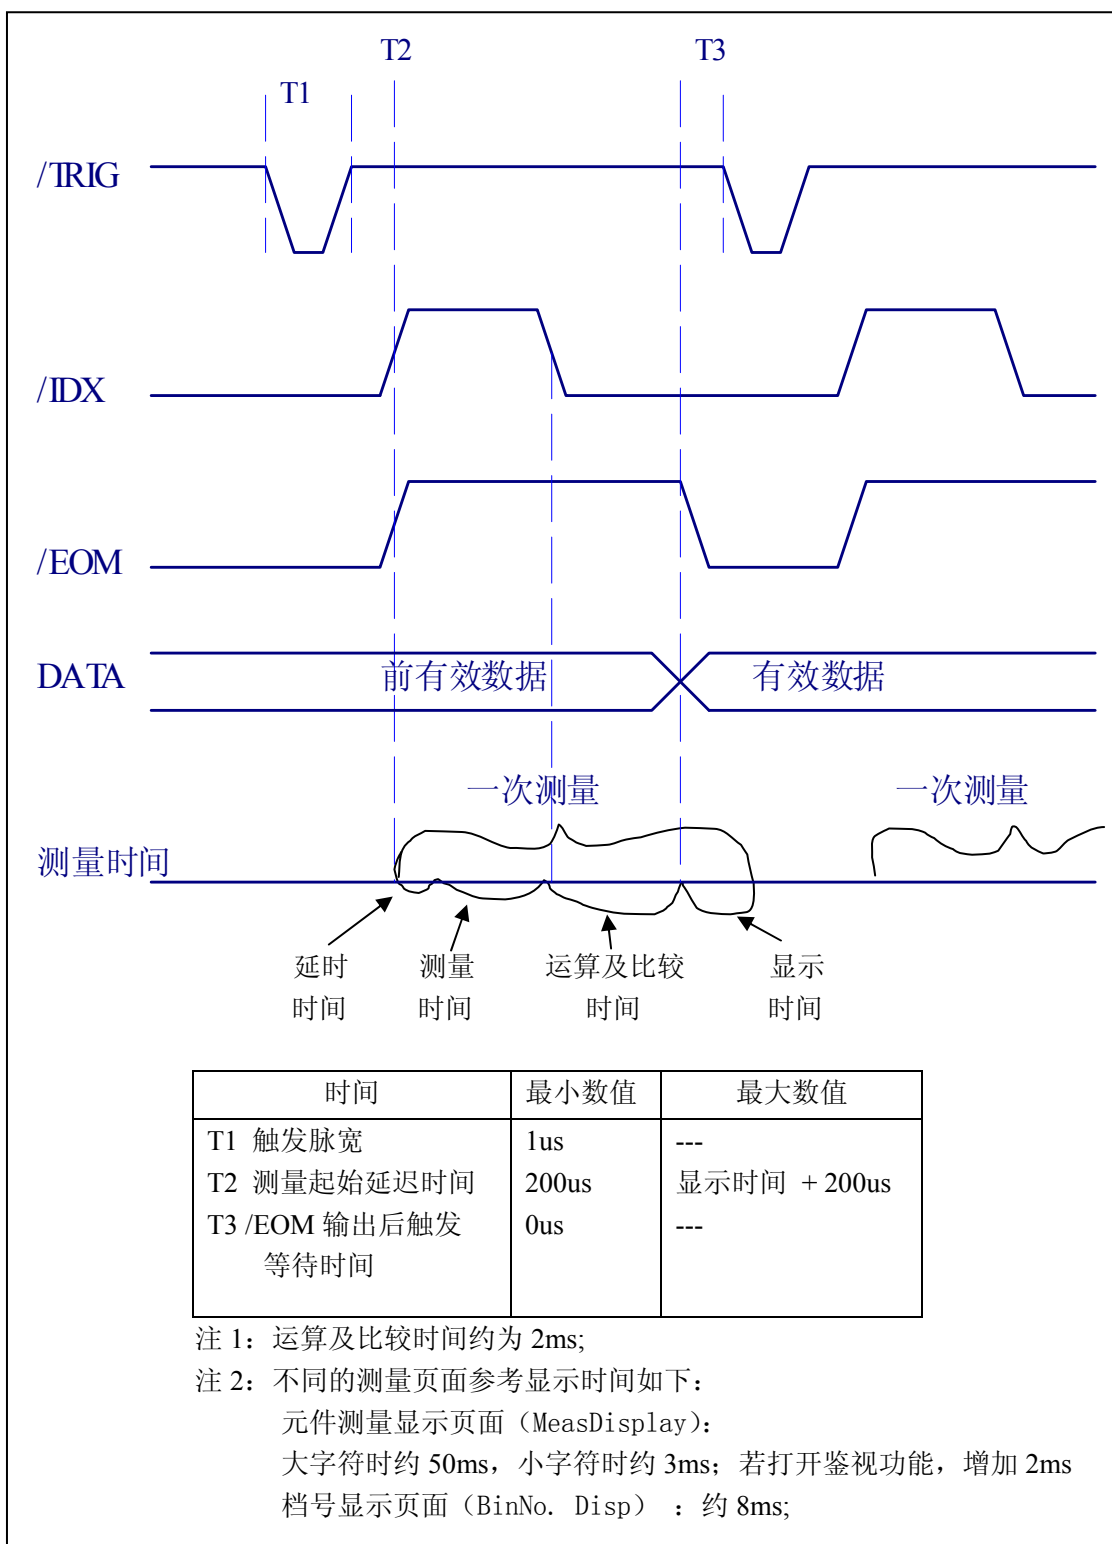 T2 T3
T1
/TRIG
/IDX
/EOM
DATA 前有效数据 有效数据
一次测量 一次测量
测量时间
延时 测量 运算及比较 显示
时间 时间 时间 时间
时间 最小数值 最大数值
T1 触发脉宽 1us ---
T2 测量起始延迟时间 200us 显示时间 + 200us
T3 /EOM 输出后触发 0us ---
等待时间
注 1：运算及比较时间约为 2ms;
注 2：不同的测量页面参考显示时间如下：
元件测量显示页面（MeasDisplay）：
大字符时约 50ms，小字符时约 3ms；若打开鉴视功能，增加 2ms
档号显示页面（BinNo. Disp） ：约 8ms;